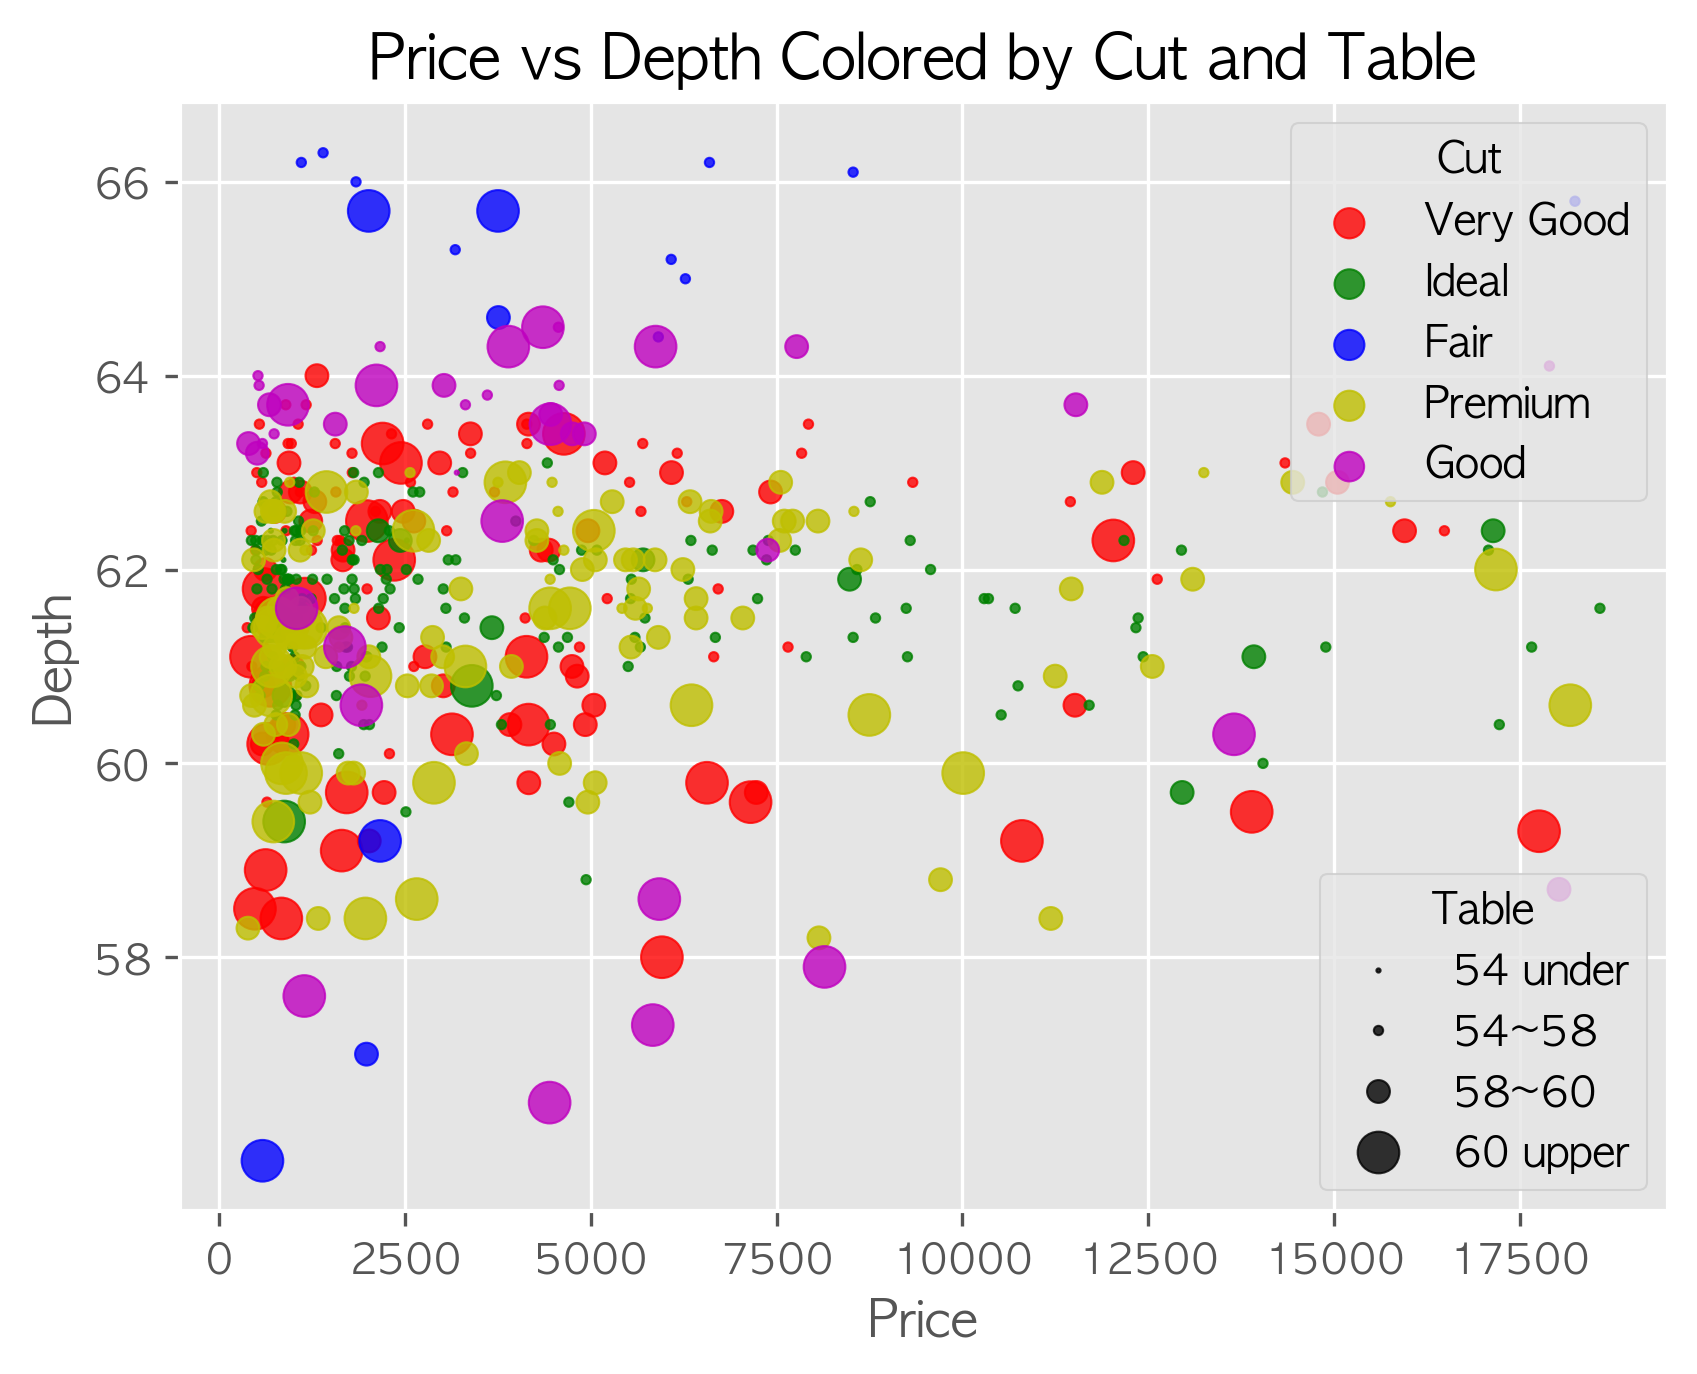 Price vs Depth Colored by Cut and Table
Cut
Very Good
Ideal
Fair
Premium
Good
66
64
62
60
58
Depth
Table
54 under
54~58
58~60
60 upper
0 2500 5000 7500 10000 12500 15000 17500
Price